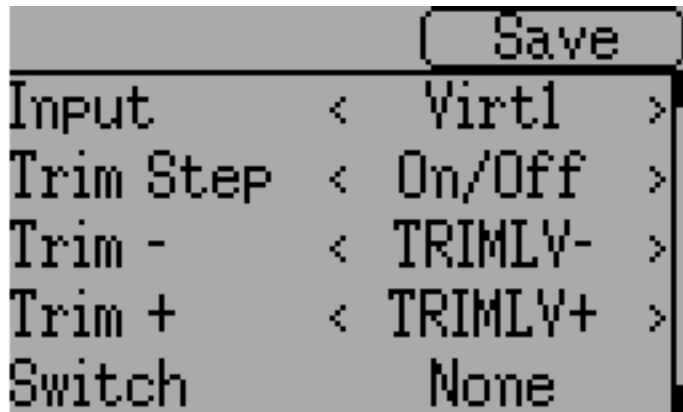 Save
Input < Virt1 >
Trim Step < On/Off >
Trim - < TRIMLV- >
Trim + < TRIMLV+ >
Switch None